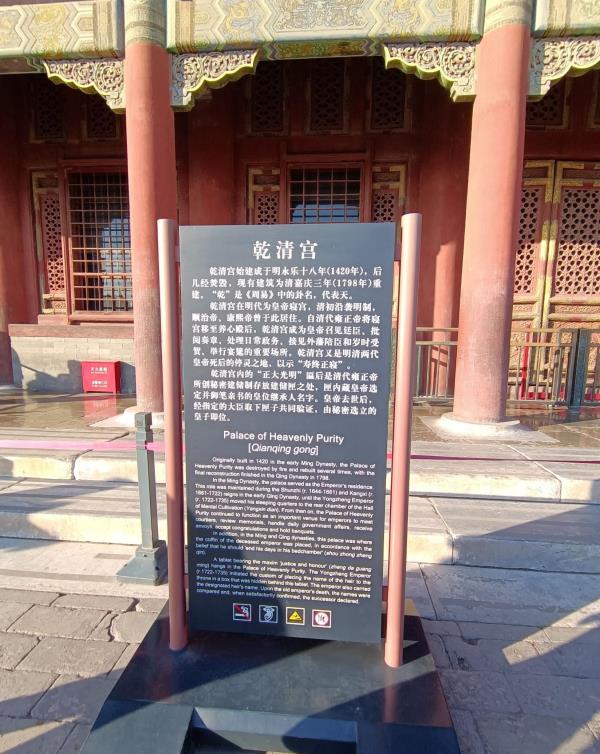 乾清宫
乾清宫始建成于明永乐十八年(1420年)，后
几经焚毁，现有建筑为清嘉庆三年(1798年)重
建。“乾”是《周易》中的卦名，代表天。
乾清宫在明代为皇帝寝宫，清初沿袭明制，
顺治帝、康熙帝曾于此居住。自清代雍正帝将寝
宫移至养心殿后，乾清宫成为皇帝召见廷臣、批
阅奏章、处理日常政务、接见外藩陪臣和岁时受
贺、举行宴筵的重要场所。乾清宫又是明清两代
皇帝死后的停灵之地，以示“寿终正寝”。
乾清宫内的“正大光明”匾后是清代雍正帝
所创秘密建储制存放建储匣之处，匣内藏皇帝选
定并御笔亲书的皇位继承人名字。皇帝去世后，
经指定的大臣取下匣子共同验证，由秘密选立的
皇子即位。
Palace of Heavenly Purity
[Qianqing gong]
Originally built in 1420 in the early Ming Dynasty, the Palace of
Heavenly Purity was destroyed by fire and rebuilt several times, with the
final reconstruction finished in the Qing Dynasty in 1798.
In the Ming Dynasty, the palace served as the Emperor's residence.
This role was maintained during the Shunzhi (r. 1644-1661) and Kangxi (r.
1661-1722) reigns in the early Qing Dynasty, until the Yongzheng Emperor
(r. 1722-1735) moved his sleeping quarters to the rear chamber of the Hall
of Mental Cultivation (Yangxin dian). From then on, the Palace of Heavenly
Purity continued to function as an important venue for emperors to meet
courtiers, review memorials, handle daily government affairs, receive
envoys, accept congratulations and hold banquets.
In addition, in the Ming and Qing dynasties, this palace was where
the coffin of the deceased emperor was placed, in accordance with the
belief that he should 'end his days in his bedchamber' (shou zhong zheng
qin).
A tablet bearing the maxim 'justice and honour' (zheng da guang
ming) hangs in the Palace of Heavenly Purity. The Yongzheng Emperor
(r. 1722-1735) initiated the custom of placing the name of the heir to the
throne in a box that was hidden behind this tablet. The emperor also carried
the designated heir's name. Upon the old emperor's death, the names were
compared and, when satisfactorily confirmed, the successor declared.